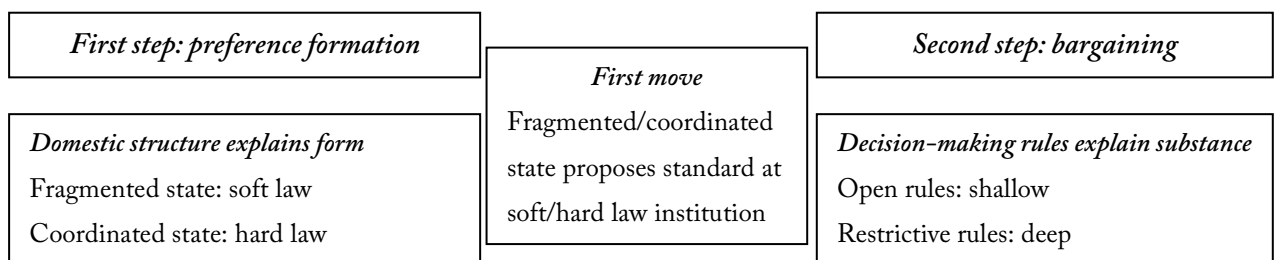 First step: preference formation
Domestic structure explains form
Fragmented state: soft law
Coordinated state: hard law
First move
Fragmented/coordinated
state proposes standard at
soft/hard law institution
Second step: bargaining
Decision-making rules explain substance
Open rules: shallow
Restrictive rules: deep